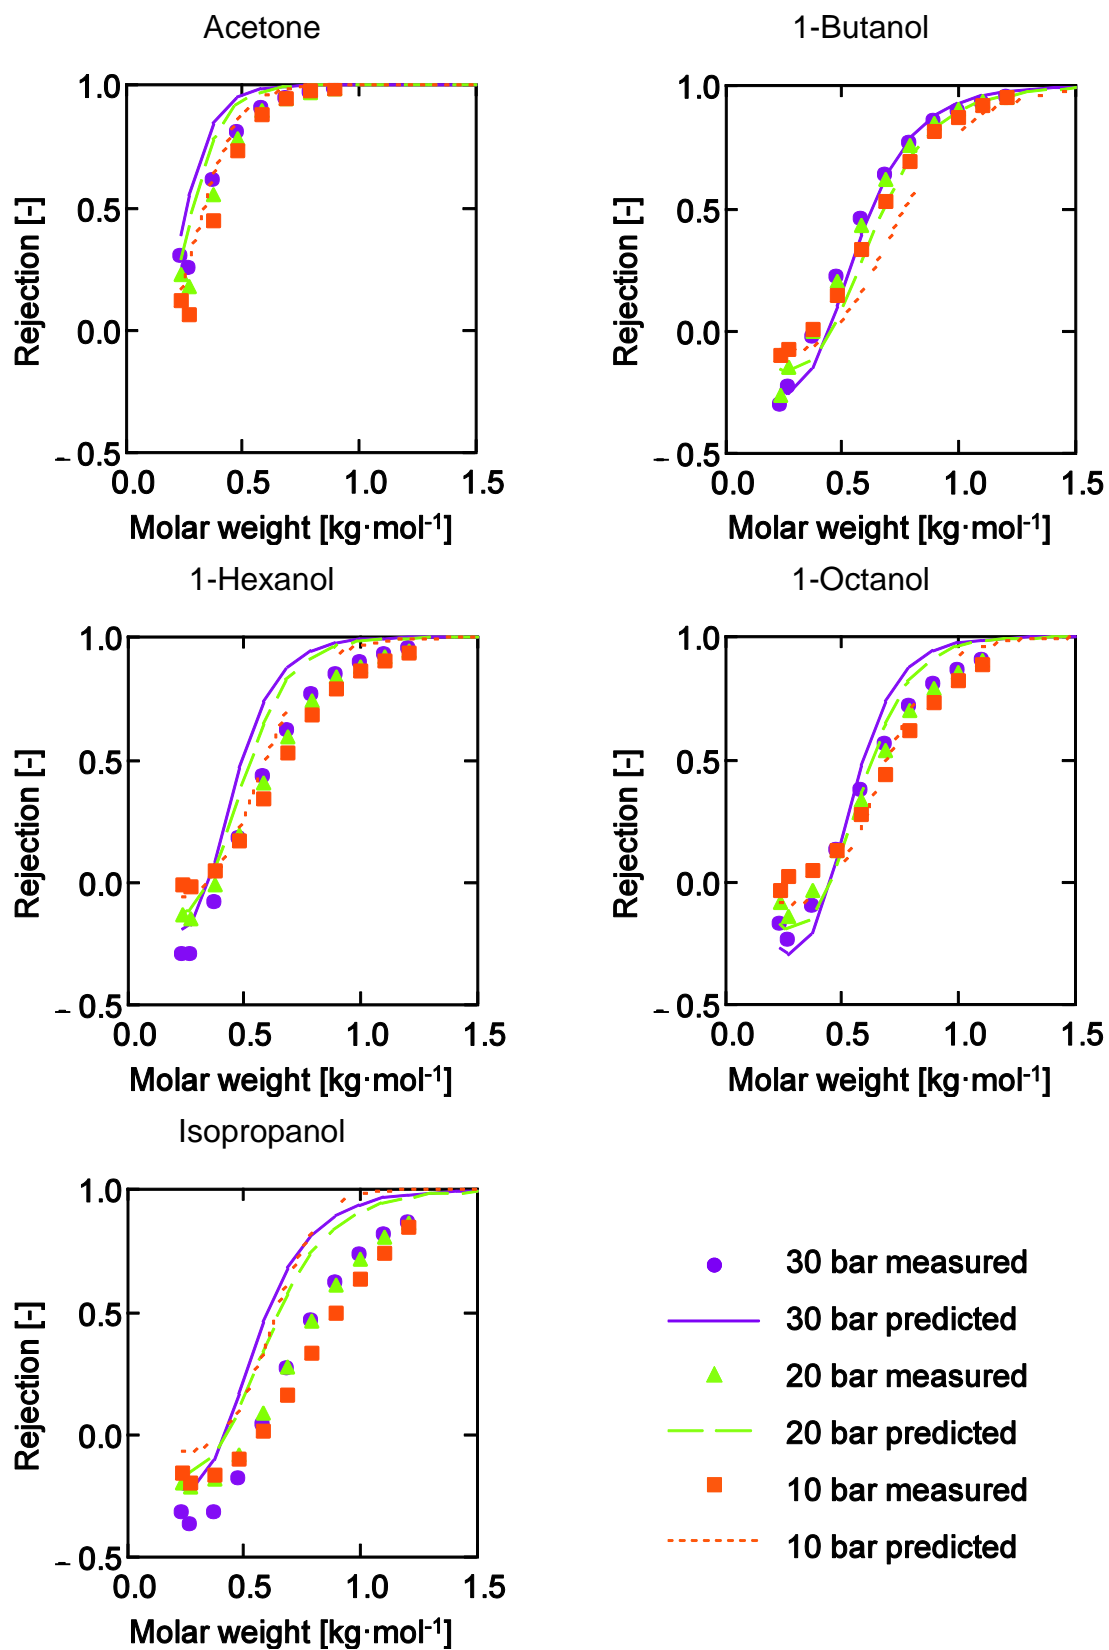 Acetone
1.0
0.5
0.0
– 0.5
0.0 0.5 1.0 1.5
Rejection [-]
Molar weight [kg·mol-1]
1-Butanol
1.0
0.5
0.0
– 0.5
0.0 0.5 1.0 1.5
Rejection [-]
Molar weight [kg·mol-1]
1-Hexanol
1.0
0.5
0.0
– 0.5
0.0 0.5 1.0 1.5
Rejection [-]
Molar weight [kg·mol-1]
1-Octanol
1.0
0.5
0.0
– 0.5
0.0 0.5 1.0 1.5
Rejection [-]
Molar weight [kg·mol-1]
Isopropanol
1.0
0.5
0.0
– 0.5
0.0 0.5 1.0 1.5
Rejection [-]
Molar weight [kg·mol-1]
30 bar measured
30 bar predicted
20 bar measured
20 bar predicted
10 bar measured
10 bar predicted